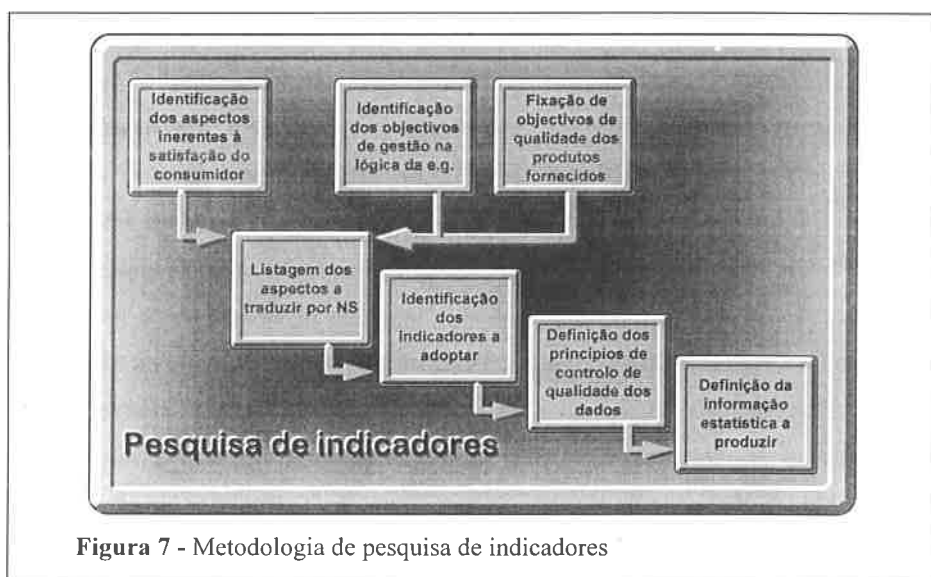 Identificação
dos aspectos
inerentes à
satisfação do
consumidor
Identificação
dos objectivos
de gestão na
lógica da e.g.
Fixação de
objectivos de
qualidade dos
produtos
fornecidos
Listagem dos
aspectos a
traduzir por NS
Identificação
dos
indicadores a
adoptar
Definição dos
princípios de
controlo de
qualidade dos
dados
Definição da
informação
estatística a
produzir
Pesquisa de indicadores
Figura 7 - Metodologia de pesquisa de indicadores